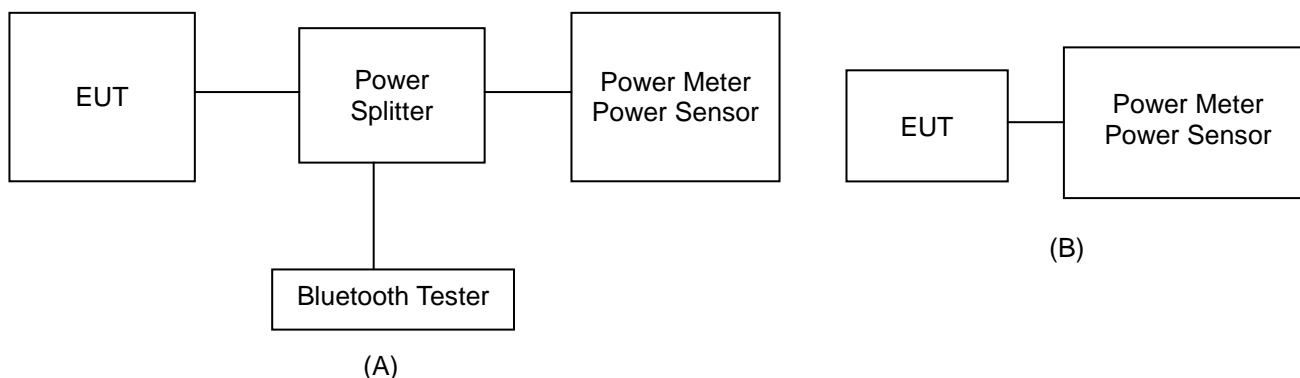 EUT
Power
Splitter
Power Meter
Power Sensor
Bluetooth Tester
(A)
EUT
Power Meter
Power Sensor
(B)